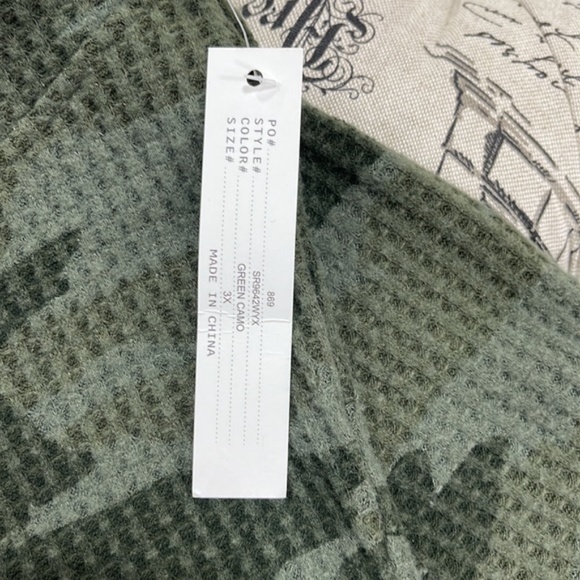 PO# 869
STYLE# SR9642WYX
COLOR# GREEN CAMO
SIZE# 3X
MADE IN CHINA